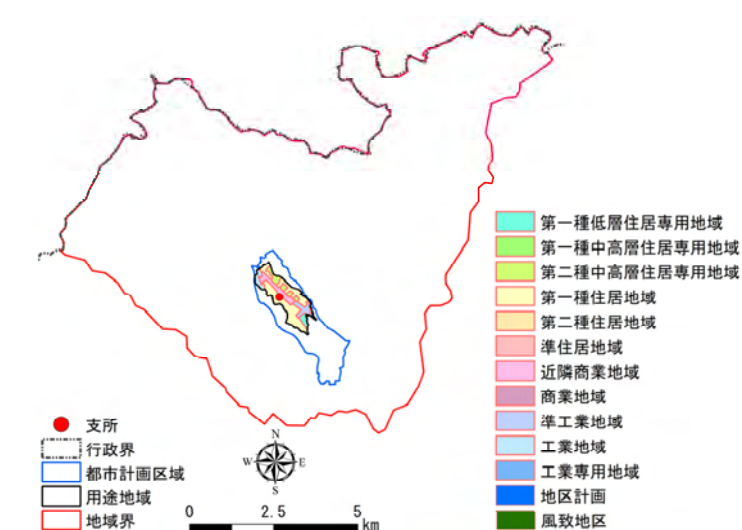 第一種低層住居専用地域
第一種中高層住居専用地域
第二種中高層住居専用地域
第一種住居地域
第二種住居地域
準住居地域
近隣商業地域
商業地域
準工業地域
工業地域
工業専用地域
地区計画
風致地区
支所
行政界
都市計画区域
用途地域
地域界
N
W E
S
0 2.5 5
km